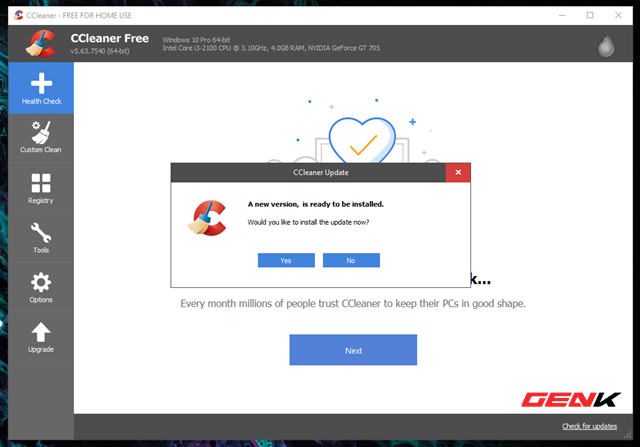 CCleaner - FREE FOR HOME USE
CCleaner Free
v5.63.7540 (64-bit)
Windows 10 Pro 64-bit
Intel Core i3-2100 CPU @ 3.10GHz, 4.0GB RAM, NVIDIA GeForce GT 705
Health Check
Custom Clean
Registry
Tools
Options
Upgrade
CCleaner Update
A new version, is ready to be installed.
Would you like to install the update now?
Yes
No
Every month millions of people trust CCleaner to keep their PCs in good shape.
Next
GENK
Check for updates